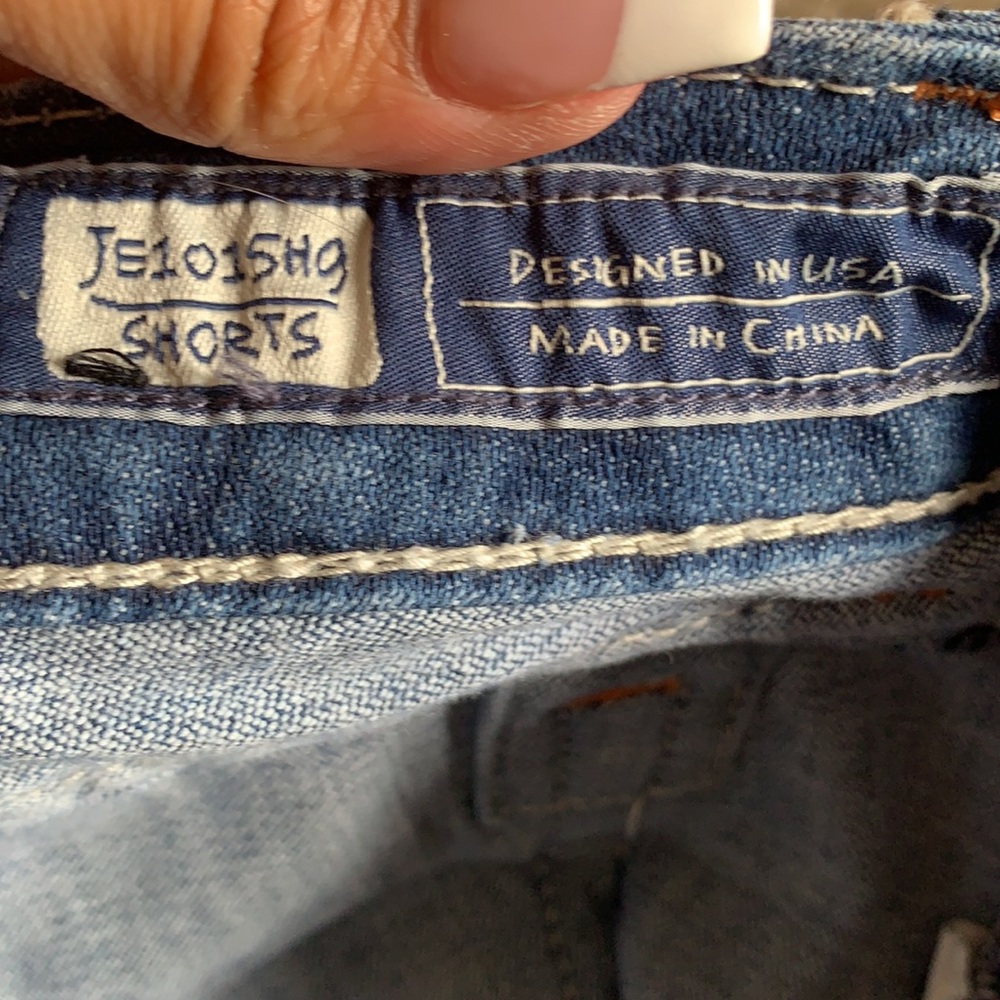 JE1015H9
SHORTS
DESIGNED IN USA
MADE IN CHINA